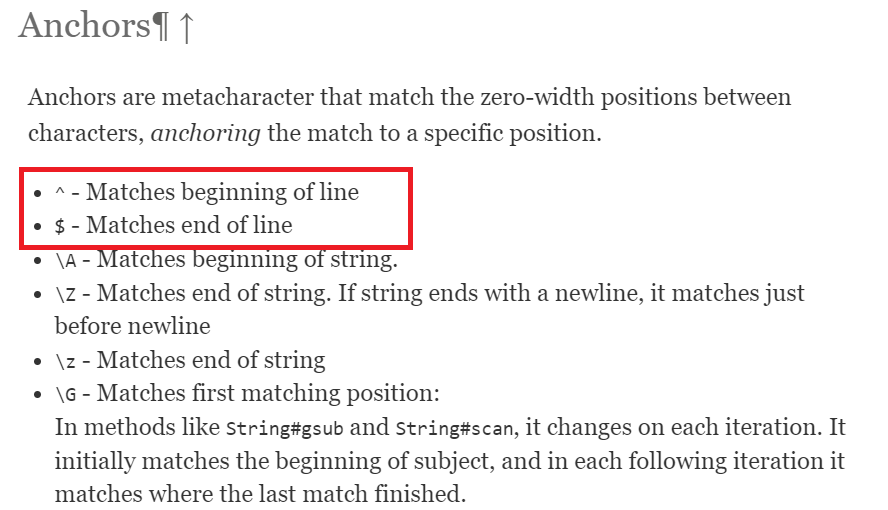 Anchors¶ ↑
Anchors are metacharacter that match the zero-width positions between
characters, anchoring the match to a specific position.
• ^ - Matches beginning of line
• $ - Matches end of line
• \A - Matches beginning of string.
• \Z - Matches end of string. If string ends with a newline, it matches just
before newline
• \z - Matches end of string
• \G - Matches first matching position:
In methods like String#gsub and String#scan, it changes on each iteration. It
initially matches the beginning of subject, and in each following iteration it
matches where the last match finished.